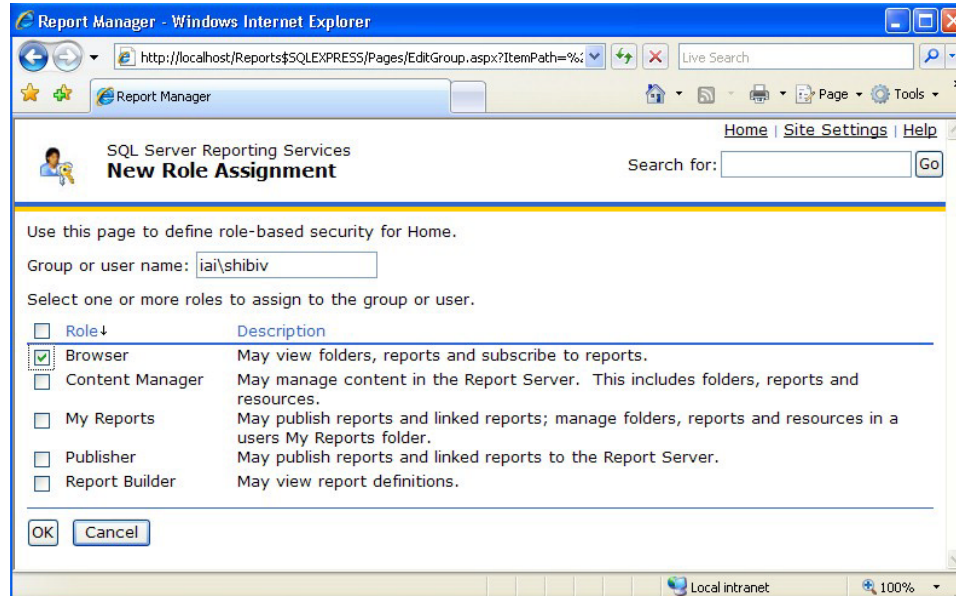 Report Manager - Windows Internet Explorer
http://localhost/Reports$SQLEXPRESS/Pages/EditGroup.aspx?ItemPath=%2
Live Search
Report Manager
Page
Tools
Home | Site Settings | Help
SQL Server Reporting Services
New Role Assignment
Search for:
Go
Use this page to define role-based security for Home.
Group or user name: iai\shibiv
Select one or more roles to assign to the group or user.
Role↓ Description
Browser May view folders, reports and subscribe to reports.
Content Manager May manage content in the Report Server. This includes folders, reports and
resources.
My Reports May publish reports and linked reports; manage folders, reports and resources in a
users My Reports folder.
Publisher May publish reports and linked reports to the Report Server.
Report Builder May view report definitions.
OK Cancel
Local intranet 100%